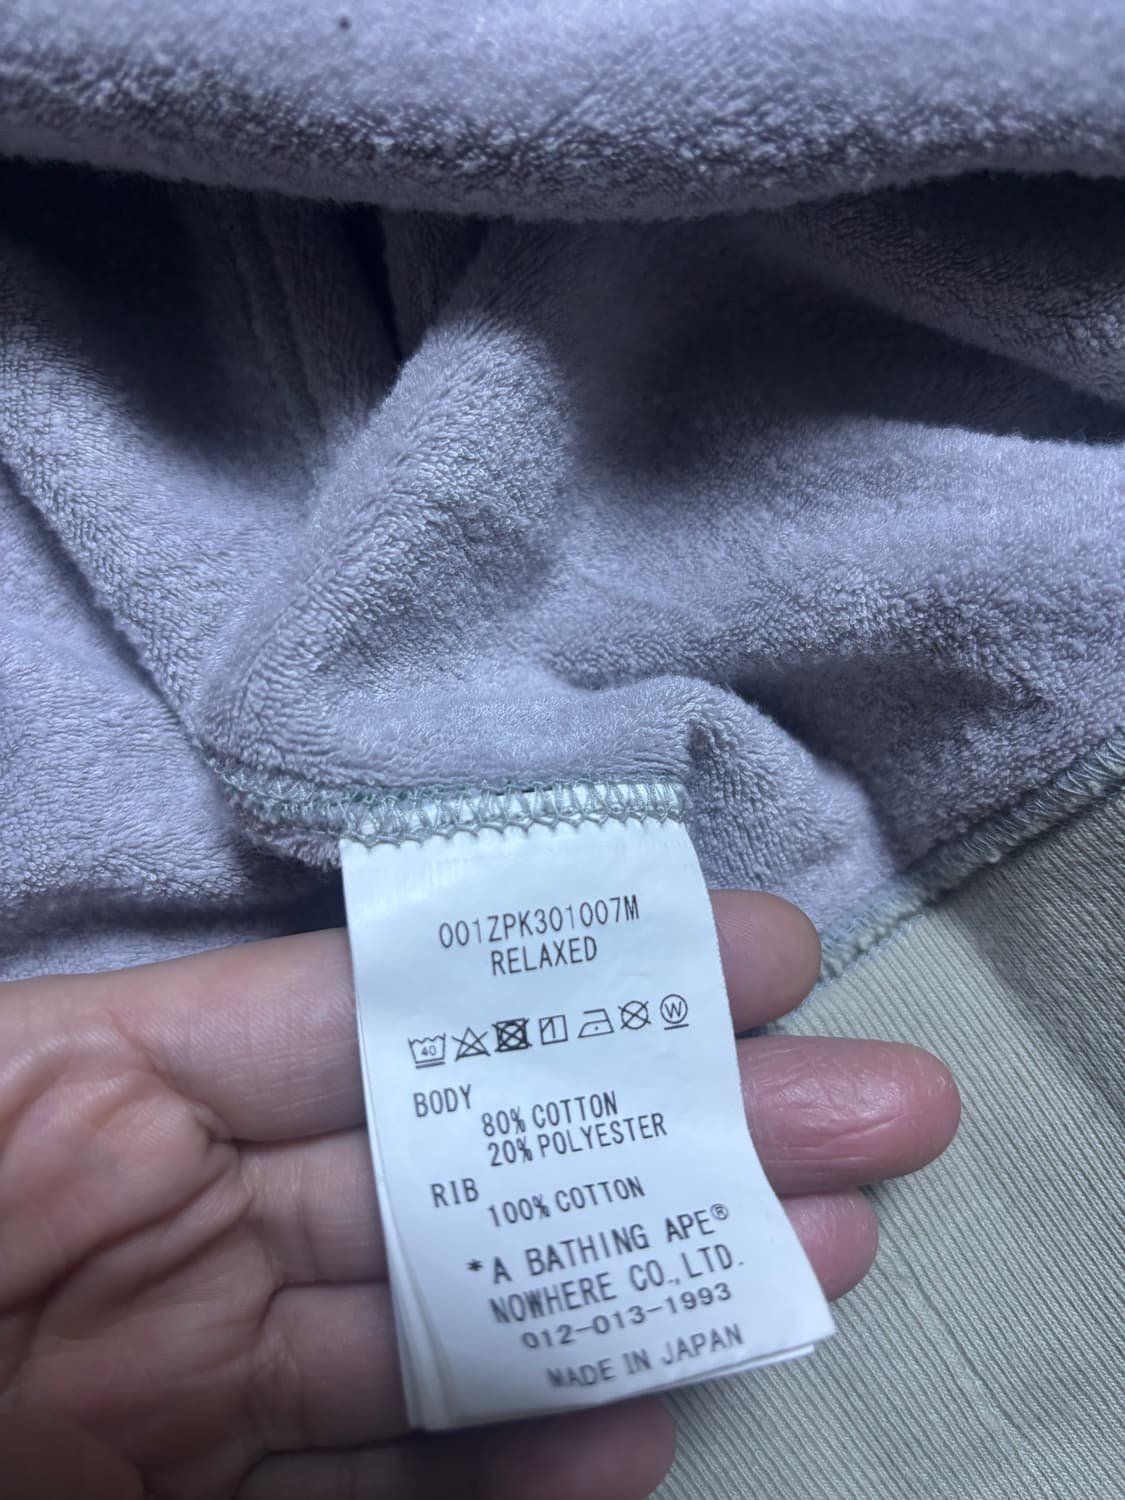 001ZPK301007M
RELAXED
40 W
BODY
80% COTTON
20% POLYESTER
RIB
100% COTTON
*A BATHING APE®
NOWHERE CO.,LTD.
012-013-1993
MADE IN JAPAN